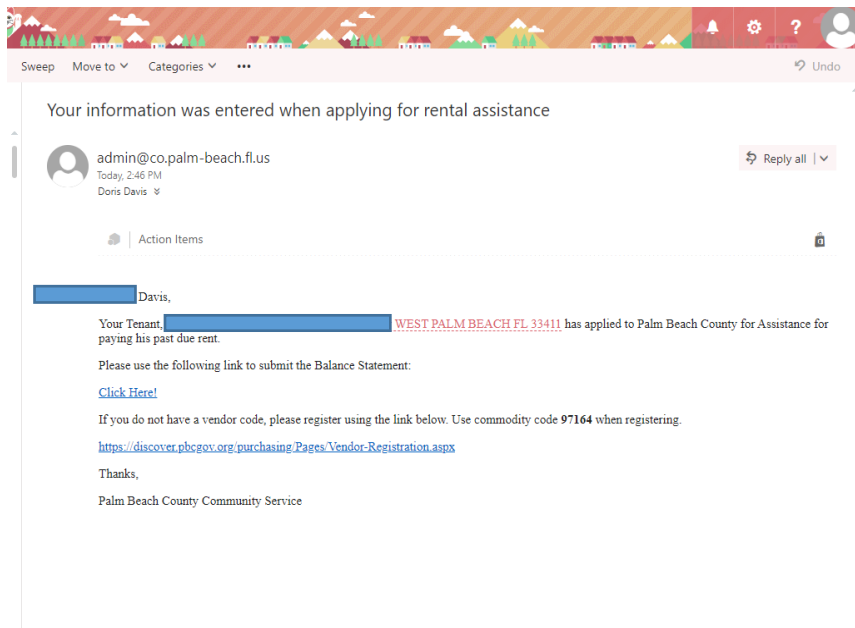 Sweep Move to Categories ••• Undo
Your information was entered when applying for rental assistance
admin@co.palm-beach.fl.us
Reply all
Today, 2:46 PM
Doris Davis
Action Items
Davis,
Your Tenant, WEST PALM BEACH FL 33411 has applied to Palm Beach County for Assistance for
paying his past due rent.
Please use the following link to submit the Balance Statement:
Click Here!
If you do not have a vendor code, please register using the link below. Use commodity code 97164 when registering.
https://discover.pbcgov.org/purchasing/Pages/Vendor-Registration.aspx
Thanks,
Palm Beach County Community Service